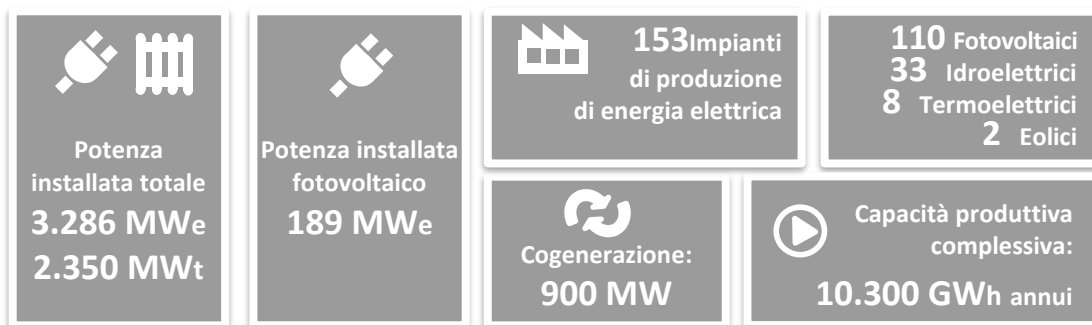 Potenza
installata totale
3.286 MWe
2.350 MWt
Potenza installata
fotovoltaico
189 MWe
153Impianti
di produzione
di energia elettrica
110 Fotovoltaici
33 Idroelettrici
8 Termoelettrici
2 Eolici
Cogenerazione:
900 MW
Capacità produttiva
complessiva:
10.300 GWh annui